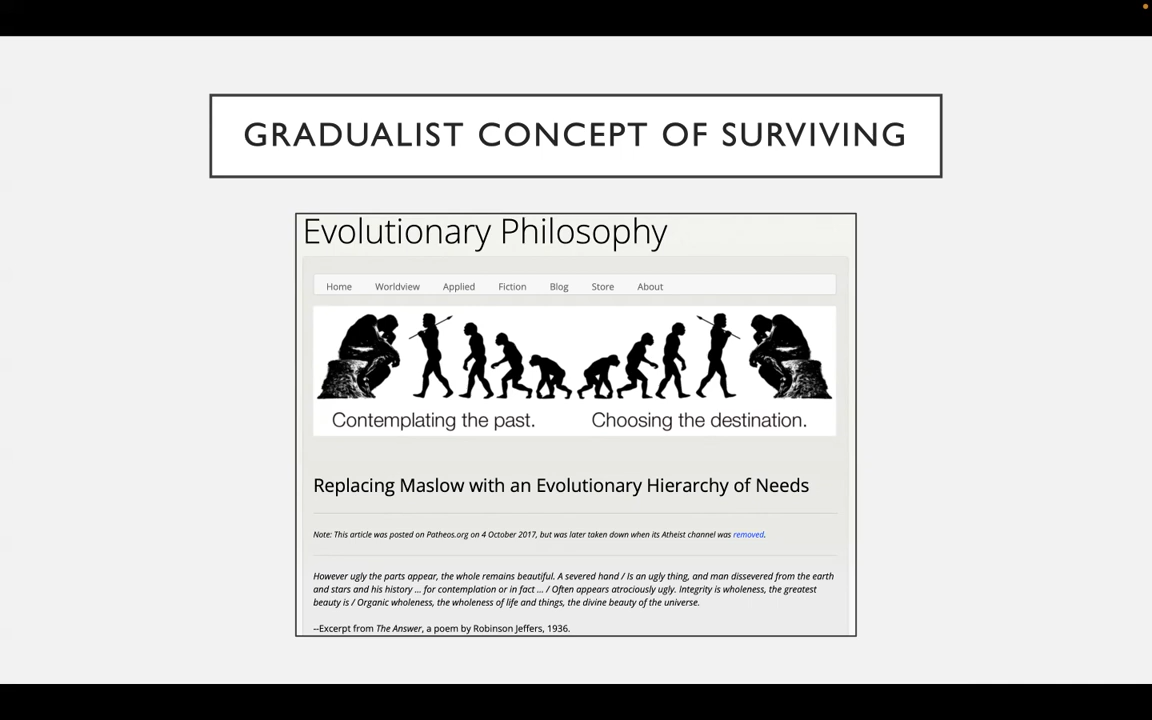 GRADUALIST CONCEPT OF SURVIVING
Evolutionary Philosophy
Home Worldview Applied Fiction Blog Store About
Contemplating the past. Choosing the destination.
Replacing Maslow with an Evolutionary Hierarchy of Needs
Note: This article was posted on Patheos.org on 4 October 2017, but was later taken down when its Atheist channel was removed.
However ugly the parts appear, the whole remains beautiful. A severed hand / Is an ugly thing, and man dissevered from the earth
and stars and his history ... for contemplation or in fact ... / Often appears atrociously ugly. Integrity is wholeness, the greatest
beauty is / Organic wholeness, the wholeness of life and things, the divine beauty of the universe.
--Excerpt from The Answer, a poem by Robinson Jeffers, 1936.